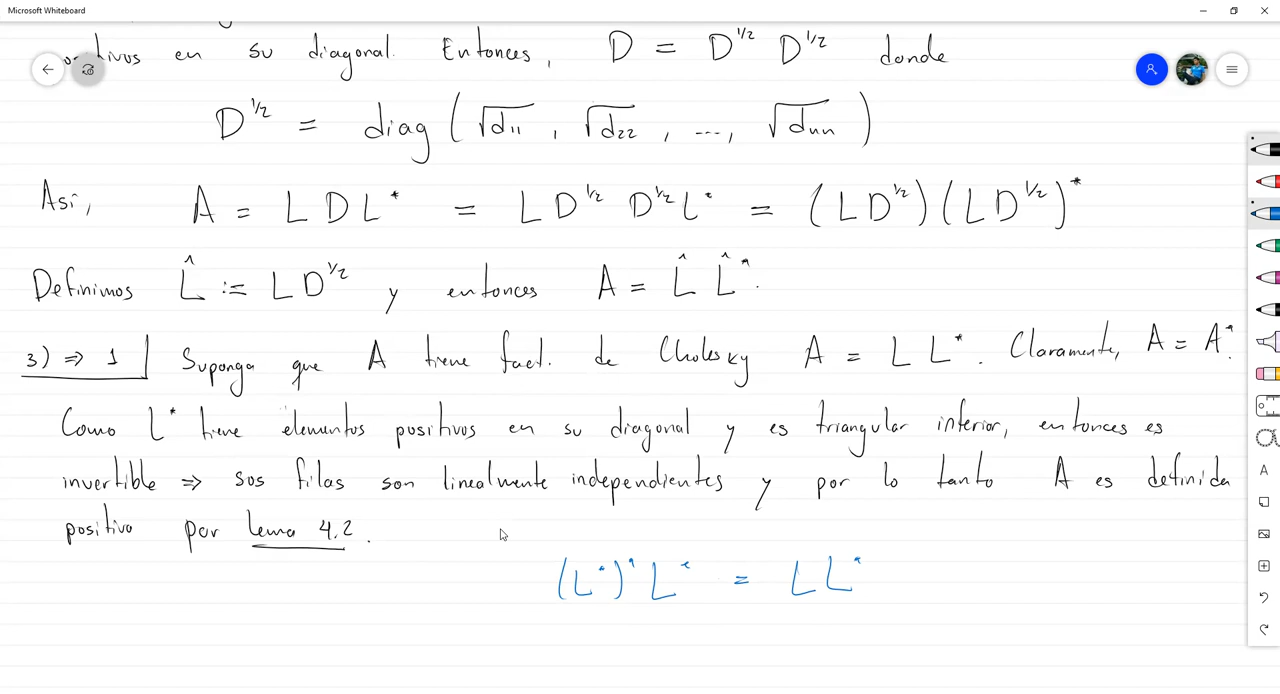 Microsoft Whiteboard
su diagonal. Entonces, D = D^{1/2} D^{1/2} donde
D^{1/2} = diag(√d11, √d22, ..., √dnn)
Así, A = L D L* = L D^{1/2} D^{1/2} L* = (L D^{1/2})(L D^{1/2})*
Definimos L̂ := L D^{1/2} y entonces A = L̂ L̂*.
3) ⇒ 1 | Suponga que A tiene fact. de Cholesky A = L L*. Claramente, A = A*.
Como L* tiene elementos positivos en su diagonal y es triangular inferior, entonces es
invertible ⇒ sos filas son linealmente independientes y por lo tanto A es definida
positiva por lema 4.2.
(L*)* L* = L L*
A